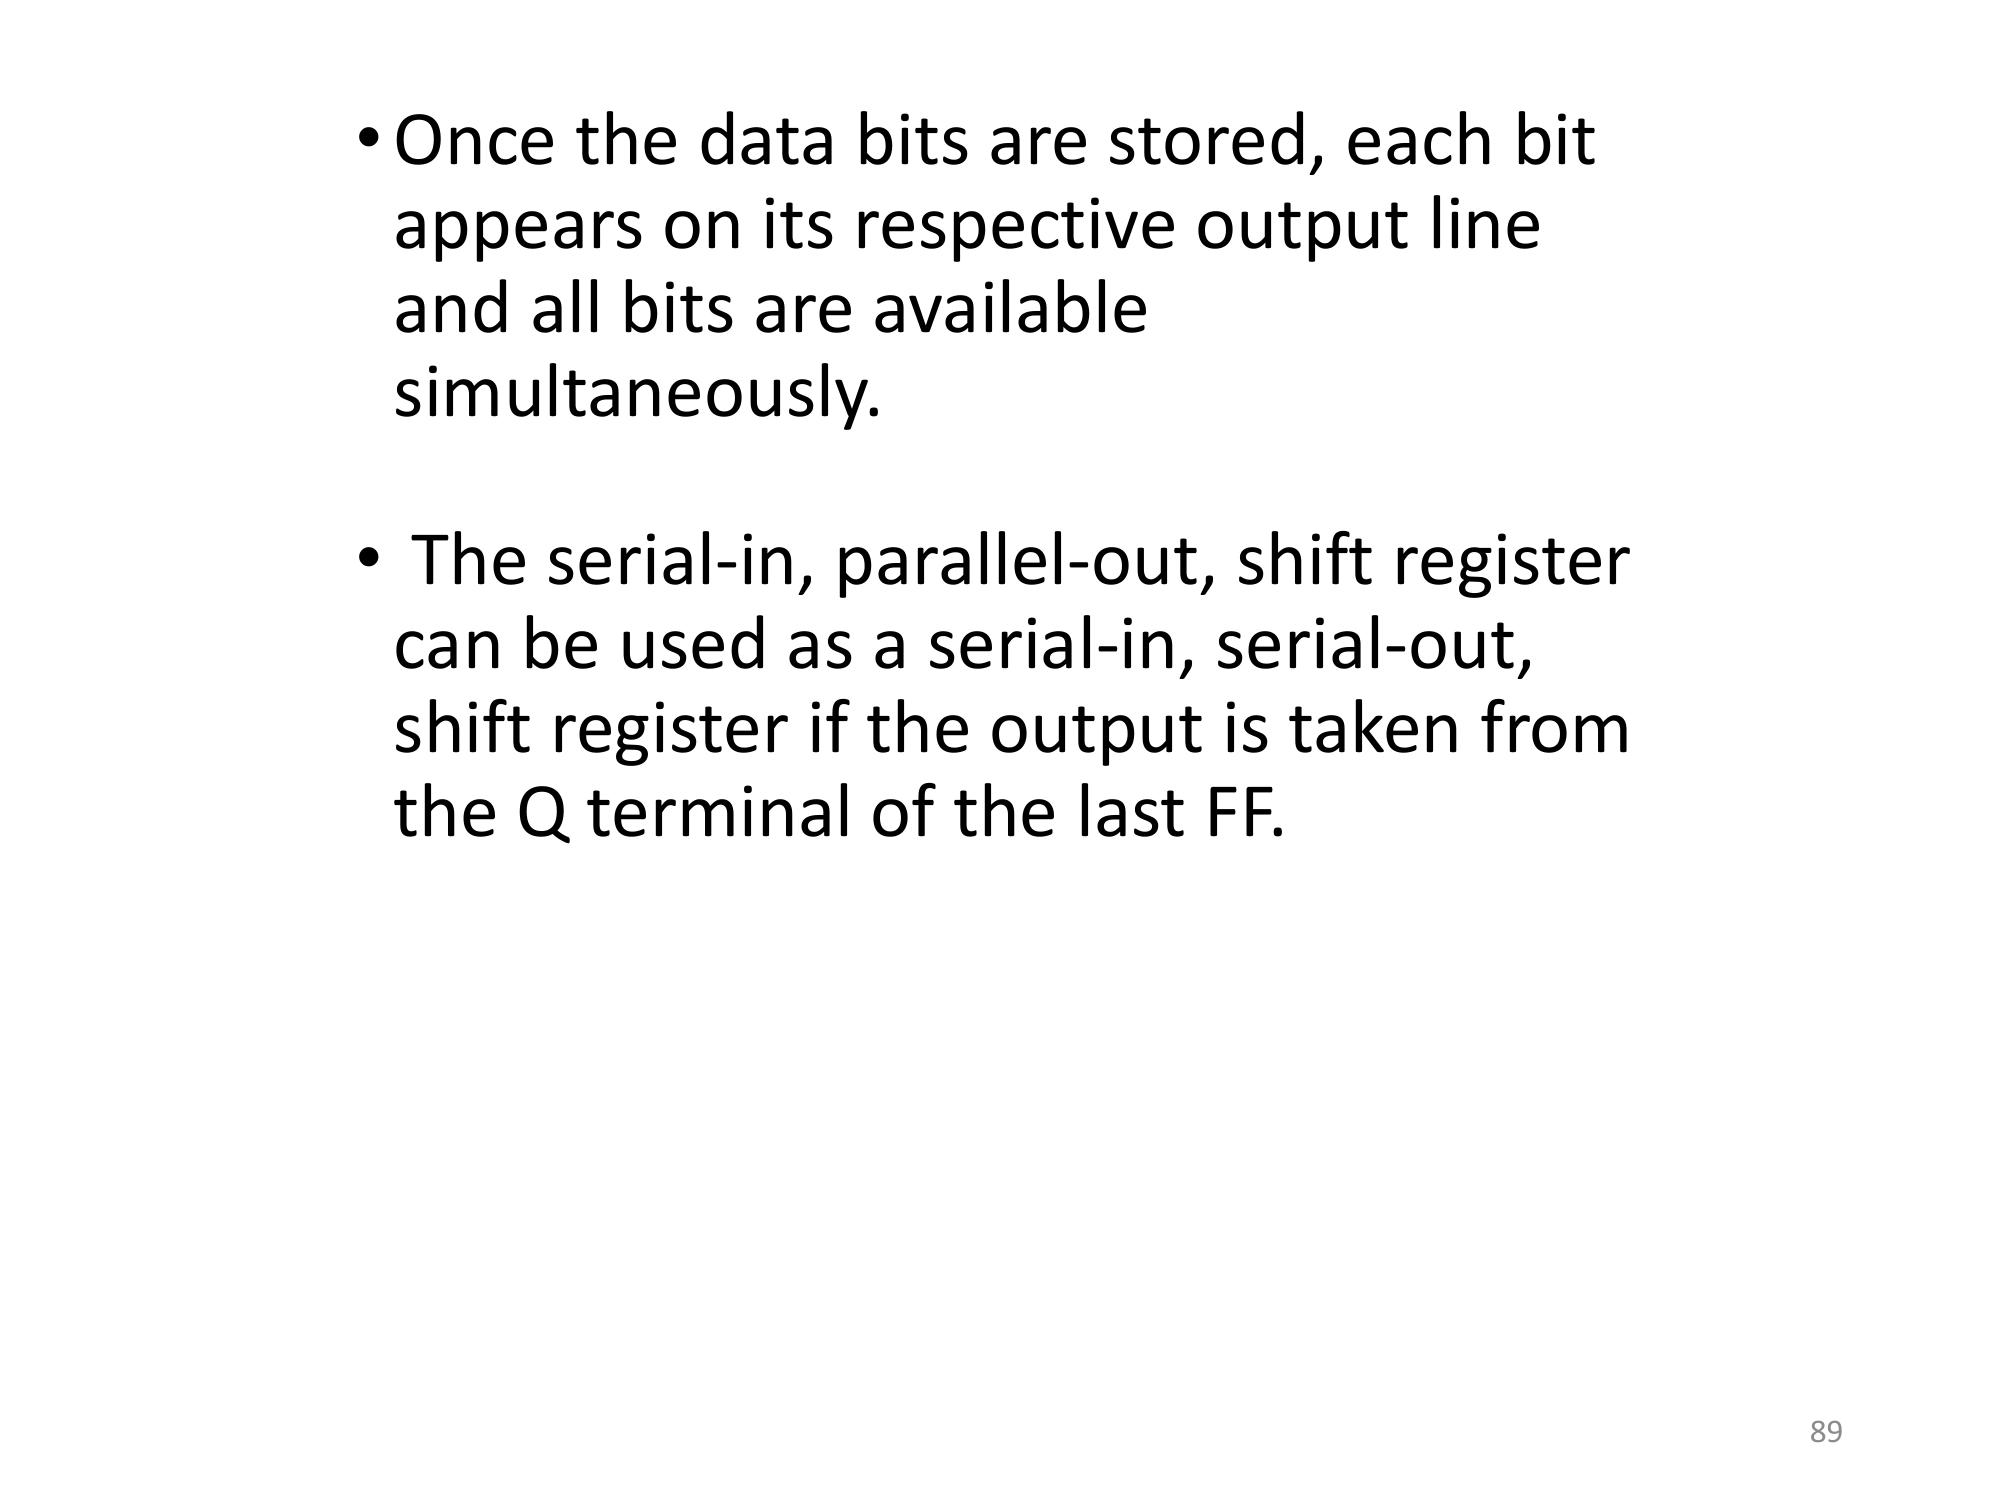 • Once the data bits are stored, each bit
appears on its respective output line
and all bits are available
simultaneously.
• The serial-in, parallel-out, shift register
can be used as a serial-in, serial-out,
shift register if the output is taken from
the Q terminal of the last FF.
89